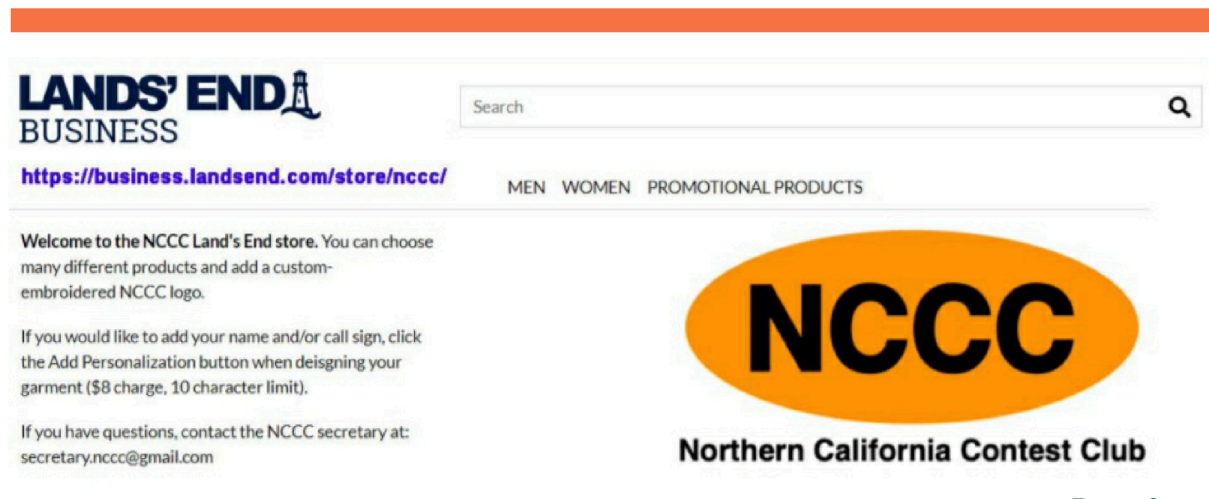 LANDS' END
BUSINESS
Search
https://business.landsend.com/store/nccc/
MEN WOMEN PROMOTIONAL PRODUCTS
Welcome to the NCCC Land's End store. You can choose
many different products and add a custom-
embroidered NCCC logo.
If you would like to add your name and/or call sign, click
the Add Personalization button when deisgning your
garment ($8 charge, 10 character limit).
If you have questions, contact the NCCC secretary at:
secretary.nccc@gmail.com
NCCC
Northern California Contest Club